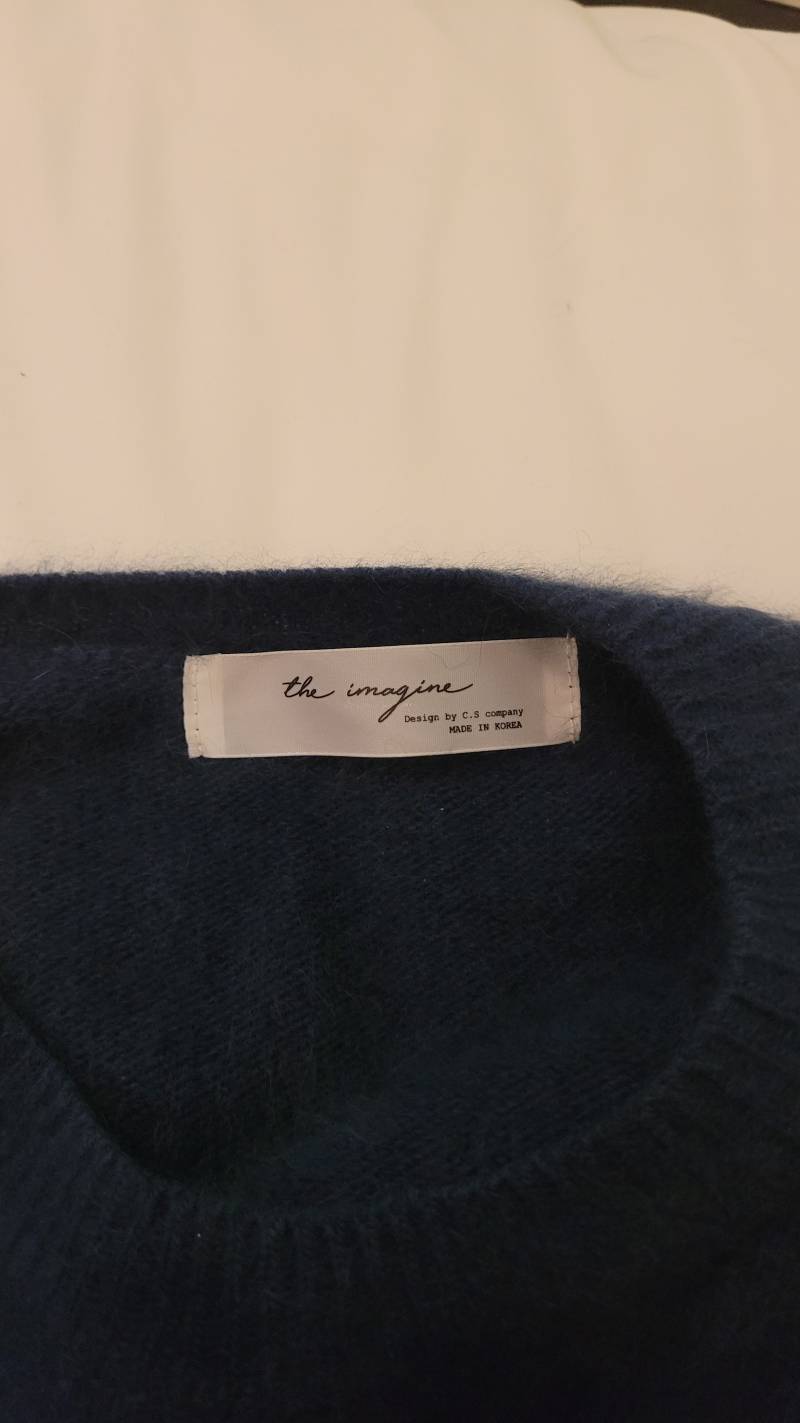 the imagine
Design by C.S company
MADE IN KOREA